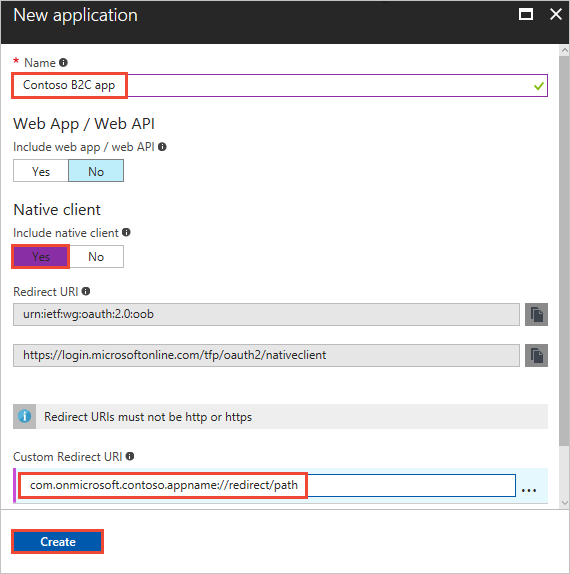 New application
* Name
Contoso B2C app
Web App / Web API
Include web app / web API
Yes No
Native client
Include native client
Yes No
Redirect URI
urn:ietf:wg:oauth:2.0:oob
https://login.microsoftonline.com/tfp/oauth2/nativeclient
Redirect URIs must not be http or https
Custom Redirect URI
com.onmicrosoft.contoso.appname://redirect/path
...
Create